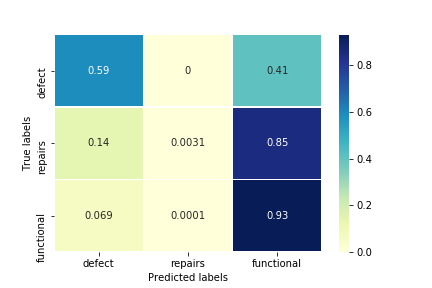 defect
0.59
0
0.41
0.8
0.6
True labels
repairs
0.14
0.0031
0.85
0.4
0.2
functional
0.069
0.0001
0.93
0.0
defect
repairs
functional
Predicted labels